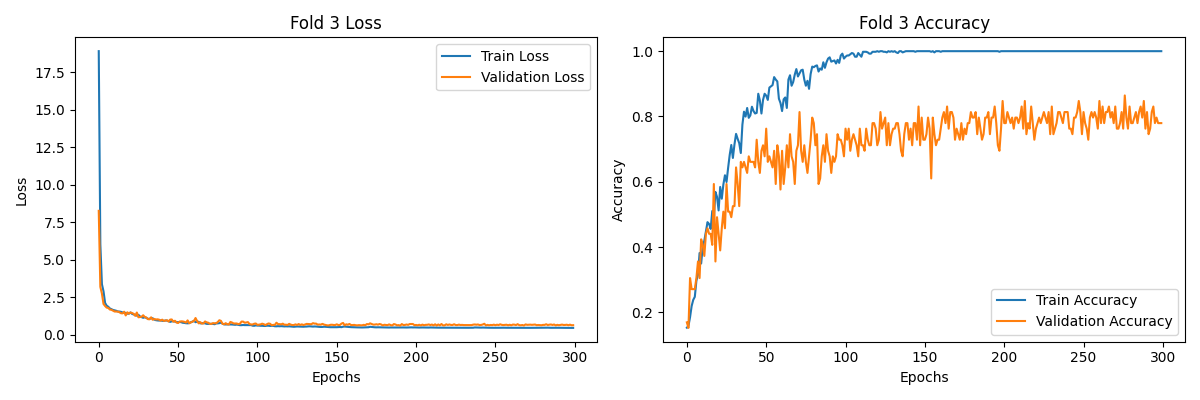 Fold 3 Loss
Train Loss
Validation Loss
17.5
15.0
12.5
10.0
7.5
5.0
2.5
0.0
Loss
0 50 100 150 200 250 300
Epochs
Fold 3 Accuracy
1.0
0.8
0.6
0.4
0.2
Accuracy
Train Accuracy
Validation Accuracy
0 50 100 150 200 250 300
Epochs